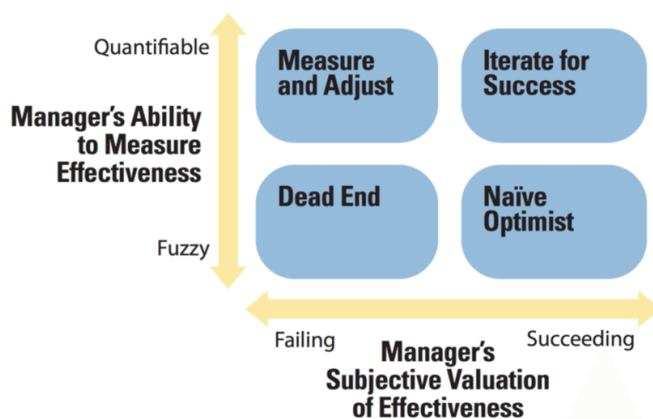 Quantifiable
Manager's Ability
to Measure
Effectiveness
Fuzzy
Measure
and Adjust
Iterate for
Success
Dead End
Naïve
Optimist
Failing
Succeeding
Manager's
Subjective Valuation
of Effectiveness